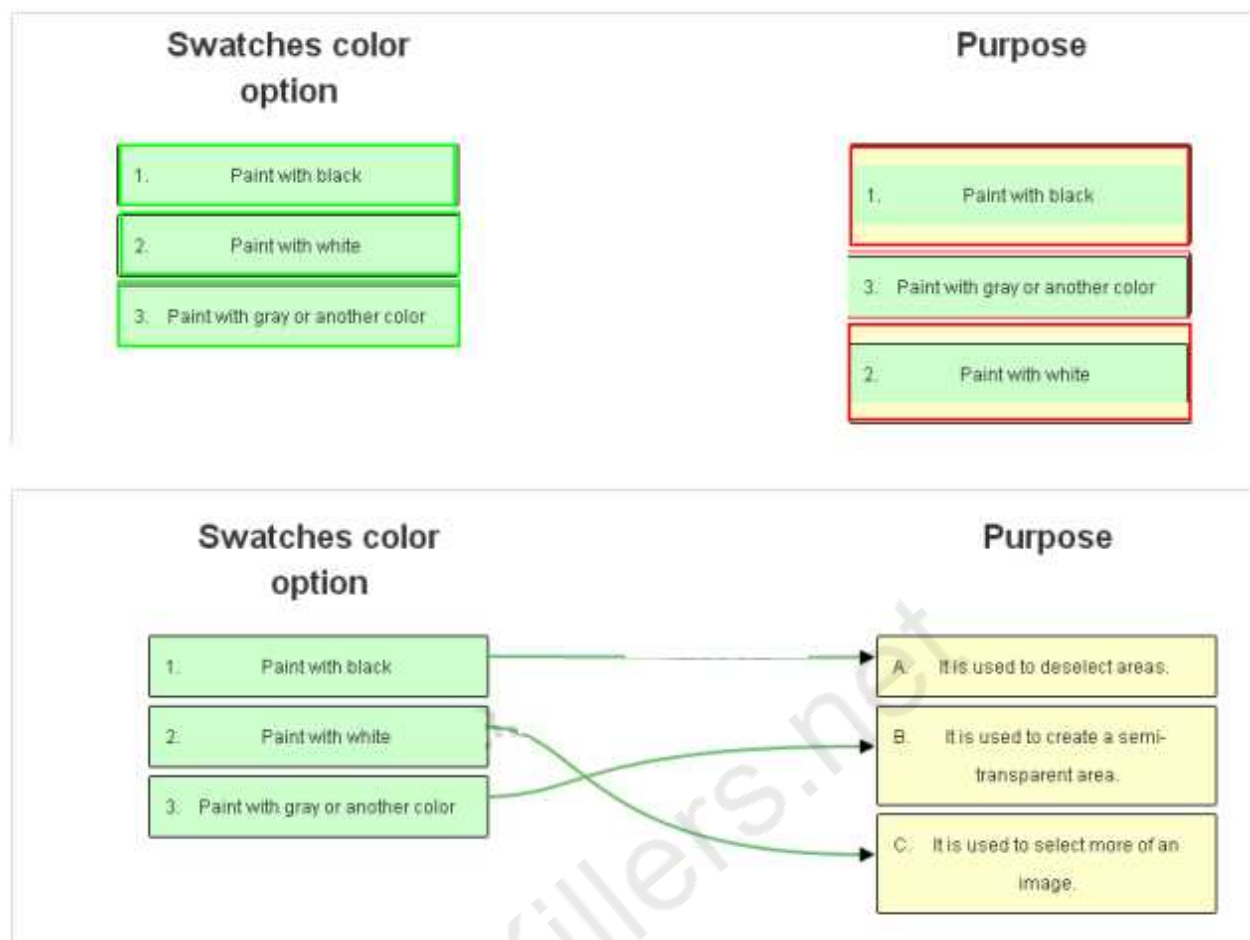 Swatches color
option
Purpose
1. Paint with black
2. Paint with white
3. Paint with gray or another color
1. Paint with black
3. Paint with gray or another color
2. Paint with white
Swatches color
option
Purpose
1. Paint with black
2. Paint with white
3. Paint with gray or another color
A. It is used to deselect areas.
B. It is used to create a semi-
transparent area.
C. It is used to select more of an
image.
killers.net